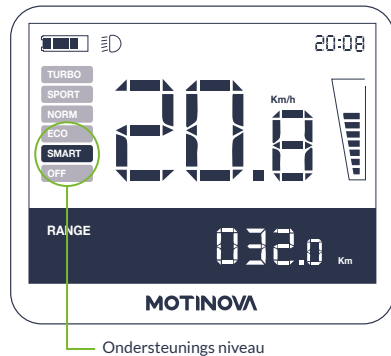 20:08
TURBO
SPORT
NORM
ECO
SMART
OFF
20.8 Km/h
RANGE
032.0 Km
MOTINOVA
Ondersteunings niveau